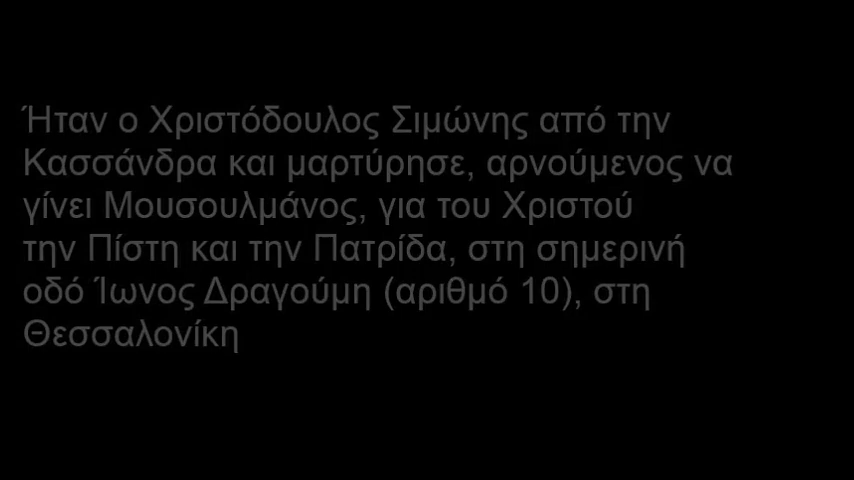 Ήταν ο Χριστόδουλος Σιμώνης από την
Κασσάνδρα και μαρτύρησε, αρνούμενος να
γίνει Μουσουλμάνος, για του Χριστού
την Πίστη και την Πατρίδα, στη σημερινή
οδό Ίωνος Δραγούμη (αριθμό 10), στη
Θεσσαλονίκη